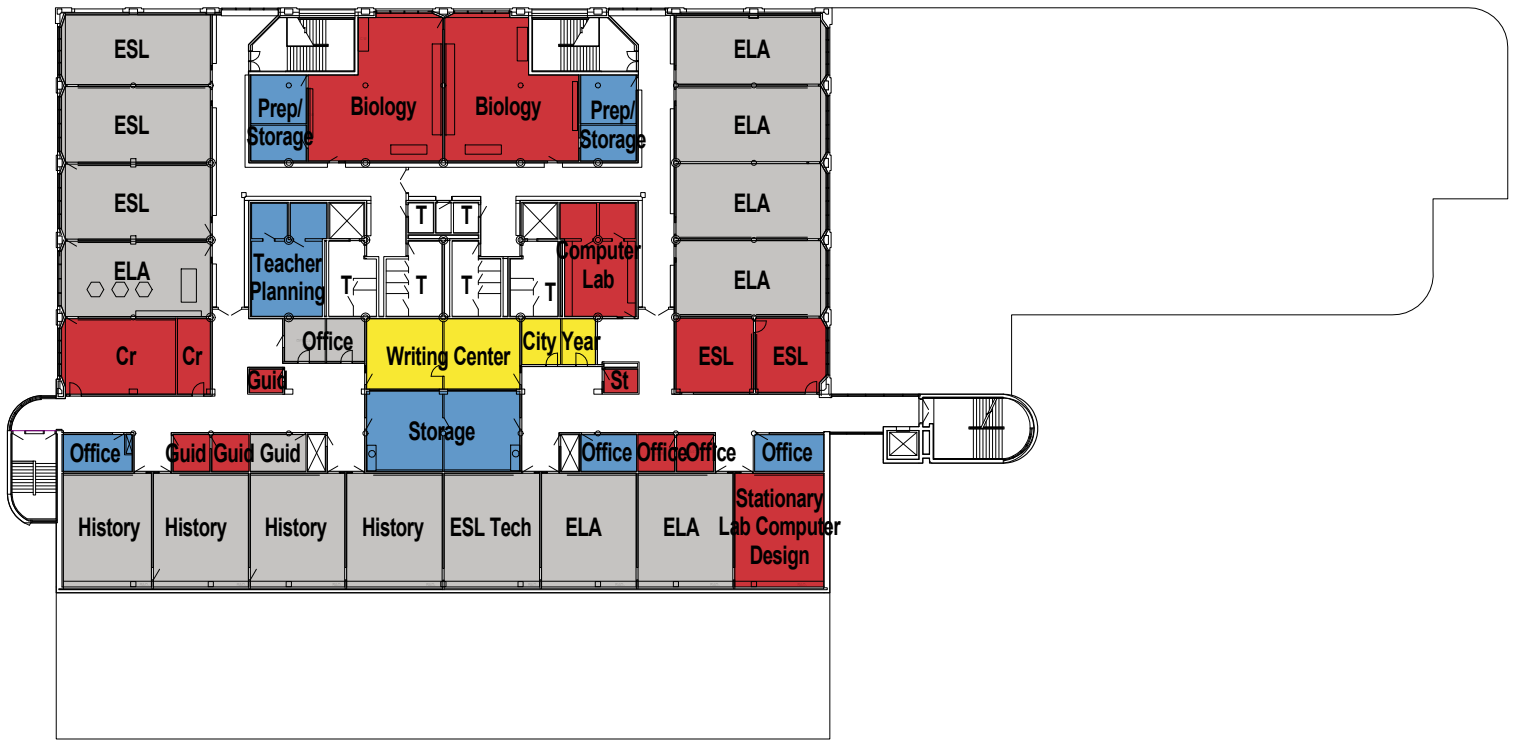 ESL
ELA
Prep/
Storage
Biology
Biology
Prep/
Storage
ESL
ELA
ESL
ELA
T
T
ELA
Teacher
Planning
T
T
T
T
Computer
Lab
ELA
Cr
Cr
Office
Writing Center
City Year
ESL
ESL
Guid
St
Storage
Office
Guid
Guid
Guid
Office
Office
Office
Office
History
History
History
History
ESL Tech
ELA
ELA
Stationary
Lab Computer
Design